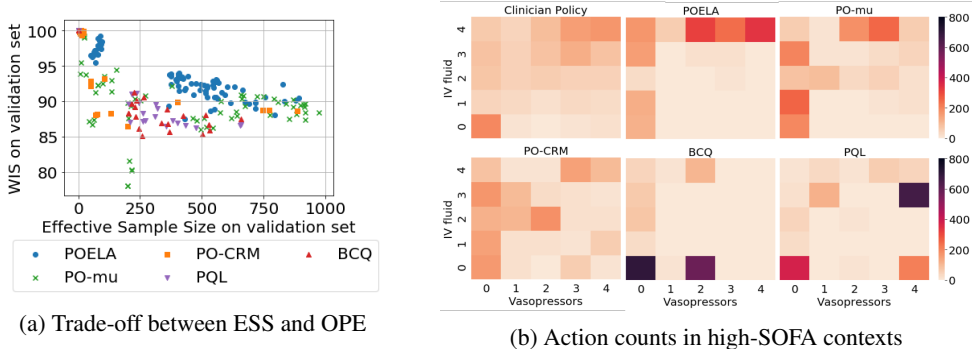 100
95
90
85
80
WIS on validation set
0 250 500 750 1000
Effective Sample Size on validation set
POELA PO-CRM BCQ
PO-mu PQL
(a) Trade-off between ESS and OPE
Clinician Policy POELA PO-mu
IV fluid
4
3
2
1
0
800
600
400
200
0
PO-CRM BCQ PQL
IV fluid
4
3
2
1
0
800
600
400
200
0
0 1 2 3 4 0 1 2 3 4 0 1 2 3 4
Vasopressors Vasopressors Vasopressors
(b) Action counts in high-SOFA contexts